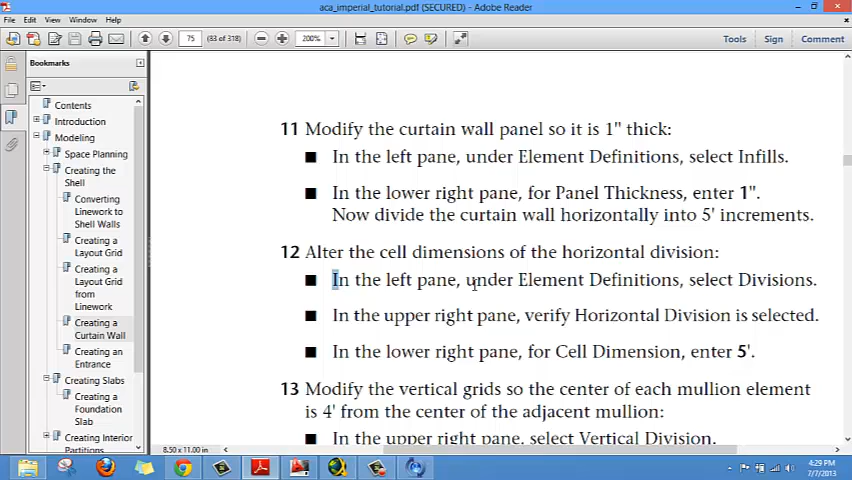 aca_imperial_tutorial.pdf (SECURED) - Adobe Reader
File Edit View Window Help
75 (83 of 318) 200% Tools Sign Comment
Bookmarks
Contents
Introduction
Modeling
Space Planning
Creating the
Shell
Converting
Linework to
Shell Walls
Creating a
Layout Grid
Creating a
Layout Grid
from
Linework
Creating a
Curtain Wall
Creating an
Entrance
Creating Slabs
Creating a
Foundation
Slab
Creating Interior
Partitions
11 Modify the curtain wall panel so it is 1" thick:
■ In the left pane, under Element Definitions, select Infills.
■ In the lower right pane, for Panel Thickness, enter 1".
Now divide the curtain wall horizontally into 5' increments.
12 Alter the cell dimensions of the horizontal division:
■ In the left pane, under Element Definitions, select Divisions.
■ In the upper right pane, verify Horizontal Division is selected.
■ In the lower right pane, for Cell Dimension, enter 5'.
13 Modify the vertical grids so the center of each mullion element
is 4' from the center of the adjacent mullion:
■ In the upper right pane, select Vertical Division.
8.50 x 11.00 in
4:29 PM
7/7/2013